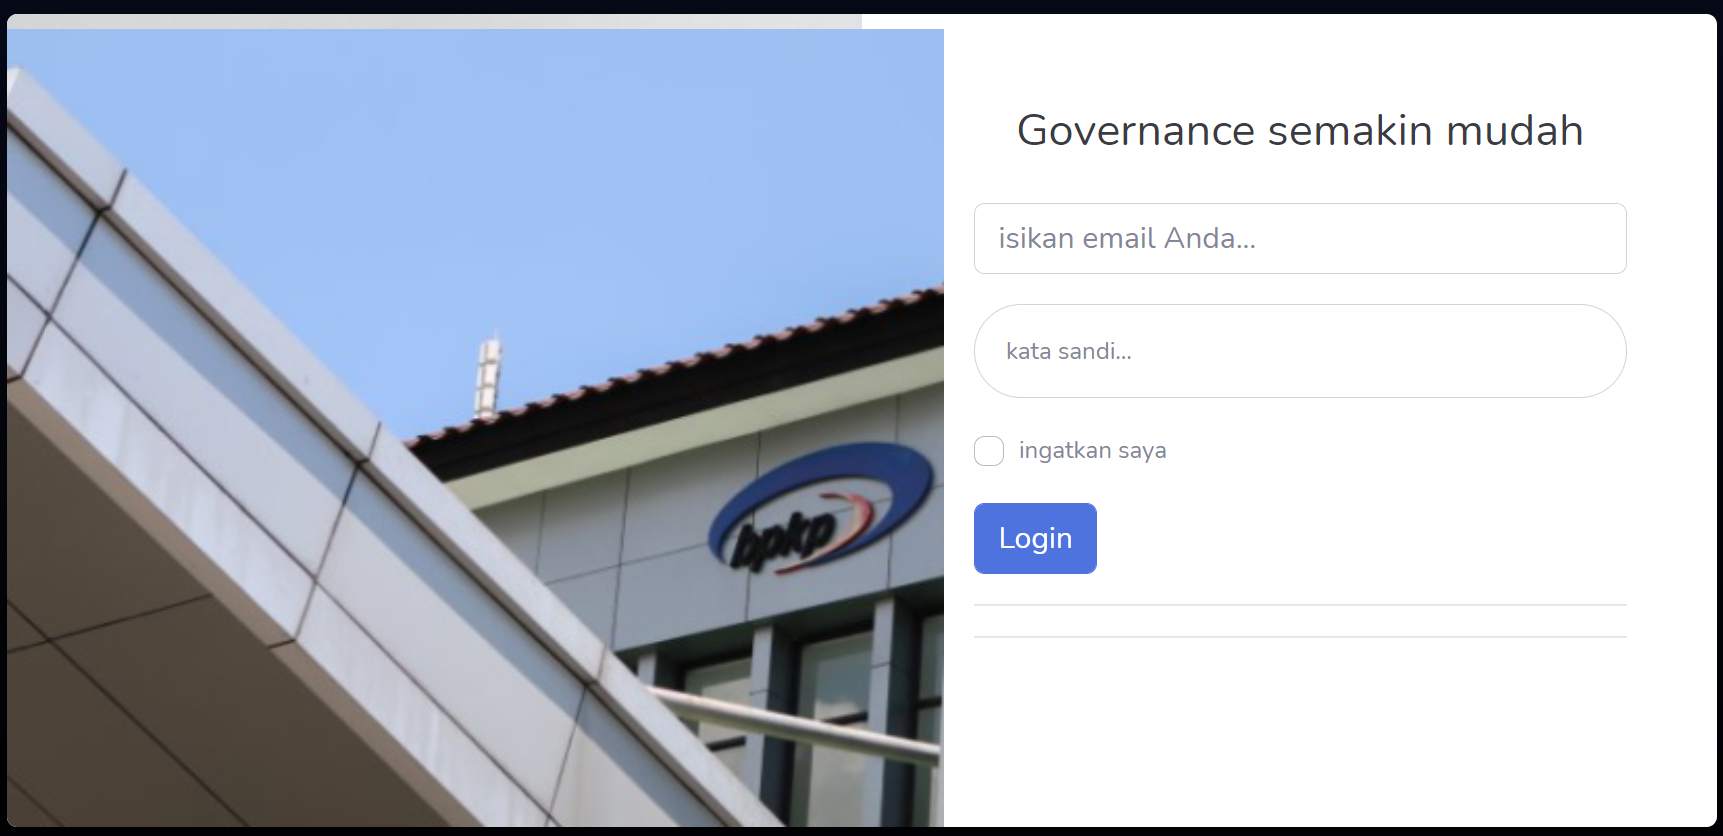 bpkp
Governance semakin mudah
isikan email Anda...
kata sandi...
ingatkan saya
Login